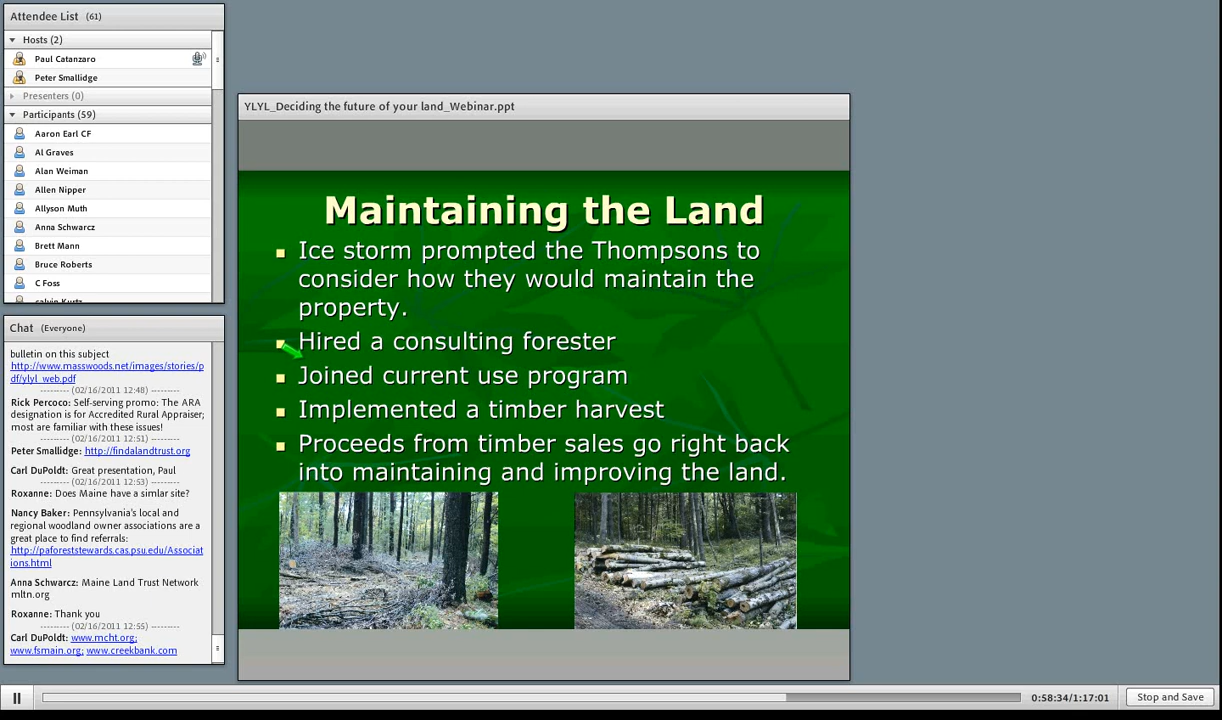 Attendee List (61)
Hosts (2)
Paul Catanzaro
Peter Smallidge
Presenters (0)
Participants (59)
Aaron Earl CF
Al Graves
Alan Weiman
Allen Nipper
Allyson Muth
Anna Schwarcz
Brett Mann
Bruce Roberts
C Foss
calvin Kurtz
Chat (Everyone)
bulletin on this subject
http://www.masswoods.net/images/stories/p
df/ylyl_web.pdf
--------- (02/16/2011 12:48) ---------
Rick Percoco: Self-serving promo: The ARA
designation is for Accredited Rural Appraiser;
most are familiar with these issues!
--------- (02/16/2011 12:51) ---------
Peter Smallidge: http://findalandtrust.org
Carl DuPoldt: Great presentation, Paul
--------- (02/16/2011 12:53) ---------
Roxanne: Does Maine have a simlar site?
Nancy Baker: Pennsylvania's local and
regional woodland owner associations are a
great place to find referrals:
http://paforeststewards.cas.psu.edu/Associat
ions.html
Anna Schwarcz: Maine Land Trust Network
mltn.org
Roxanne: Thank you
--------- (02/16/2011 12:55) ---------
Carl DuPoldt: www.mcht.org;
www.fsmain.org; www.creekbank.com
YLYL_Deciding the future of your land_Webinar.ppt
Maintaining the Land
Ice storm prompted the Thompsons to
consider how they would maintain the
property.
Hired a consulting forester
Joined current use program
Implemented a timber harvest
Proceeds from timber sales go right back
into maintaining and improving the land.
0:58:34/1:17:01
Stop and Save